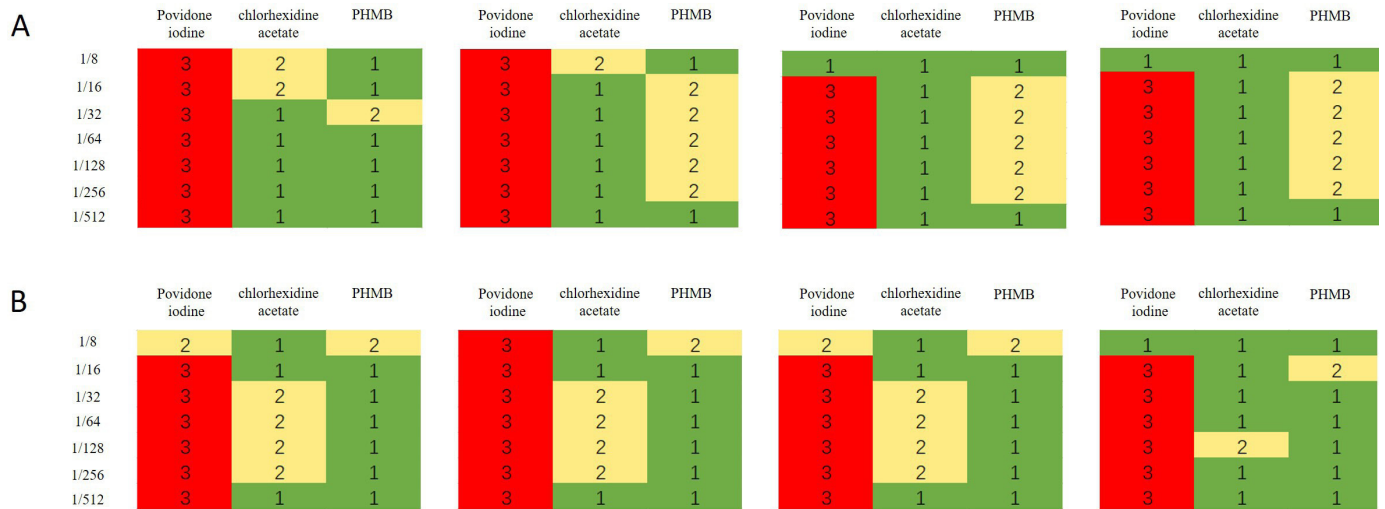 A
Povidone iodine chlorhexidine acetate PHMB Povidone iodine chlorhexidine acetate PHMB Povidone iodine chlorhexidine acetate PHMB Povidone iodine chlorhexidine acetate PHMB
1/8 3 2 1 3 2 1 1 1 1 1 1 1
1/16 3 2 1 3 1 2 3 1 2 3 1 2
1/32 3 1 2 3 1 2 3 1 2 3 1 2
1/64 3 1 1 3 1 2 3 1 2 3 1 2
1/128 3 1 1 3 1 2 3 1 2 3 1 2
1/256 3 1 1 3 1 2 3 1 2 3 1 2
1/512 3 1 1 3 1 1 3 1 1 3 1 1
B
Povidone iodine chlorhexidine acetate PHMB Povidone iodine chlorhexidine acetate PHMB Povidone iodine chlorhexidine acetate PHMB Povidone iodine chlorhexidine acetate PHMB
1/8 2 1 2 3 1 2 2 1 2 1 1 1
1/16 3 1 1 3 1 1 3 1 1 3 1 2
1/32 3 2 1 3 2 1 3 2 1 3 1 1
1/64 3 2 1 3 2 1 3 2 1 3 1 1
1/128 3 2 1 3 2 1 3 2 1 3 2 1
1/256 3 2 1 3 2 1 3 2 1 3 1 1
1/512 3 1 1 3 1 1 3 1 1 3 1 1